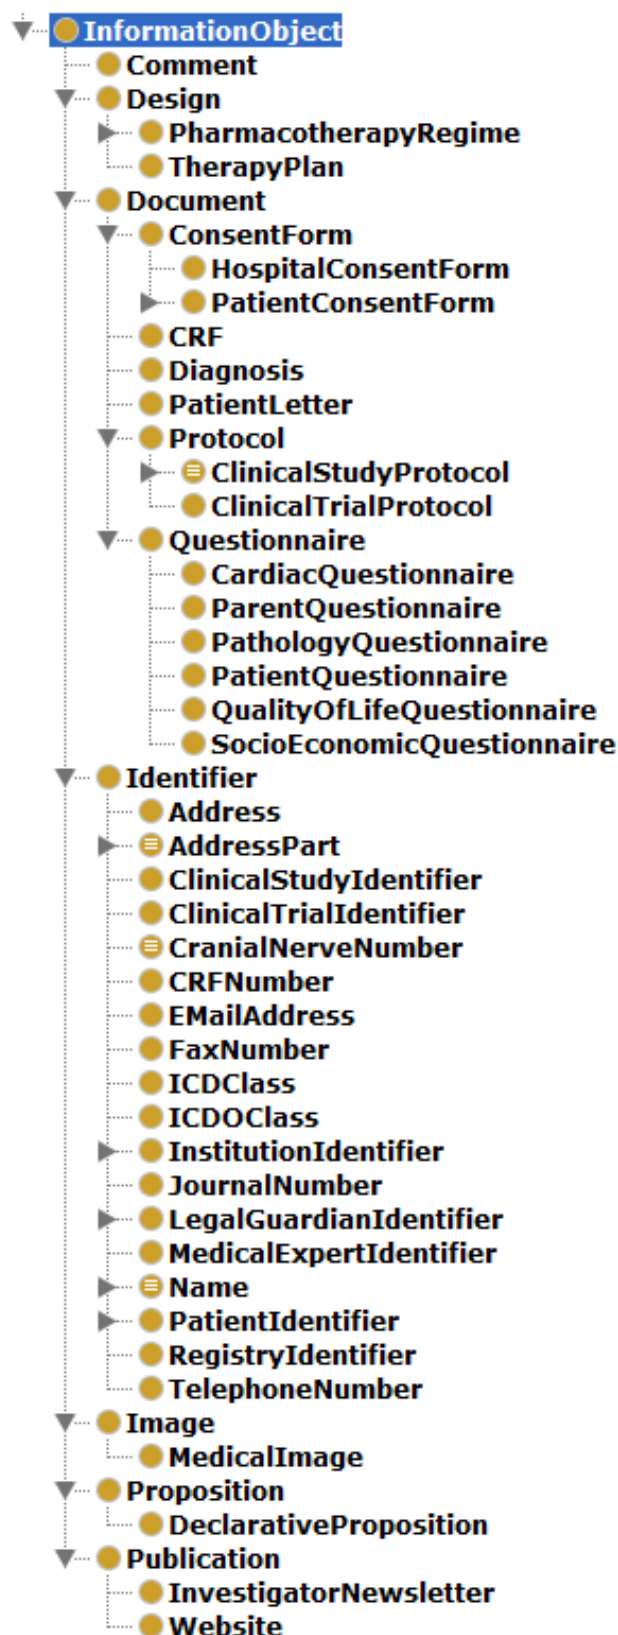 InformationObject
Comment
Design
PharmacotherapyRegime
TherapyPlan
Document
ConsentForm
HospitalConsentForm
PatientConsentForm
CRF
Diagnosis
PatientLetter
Protocol
ClinicalStudyProtocol
ClinicalTrialProtocol
Questionnaire
CardiacQuestionnaire
ParentQuestionnaire
PathologyQuestionnaire
PatientQuestionnaire
QualityOfLifeQuestionnaire
SocioEconomicQuestionnaire
Identifier
Address
AddressPart
ClinicalStudyIdentifier
ClinicalTrialIdentifier
CranialNerveNumber
CRFNumber
EMailAddress
FaxNumber
ICDClass
ICDOClass
InstitutionIdentifier
JournalNumber
LegalGuardianIdentifier
MedicalExpertIdentifier
Name
PatientIdentifier
RegistryIdentifier
TelephoneNumber
Image
MedicalImage
Proposition
DeclarativeProposition
Publication
InvestigatorNewsletter
Website